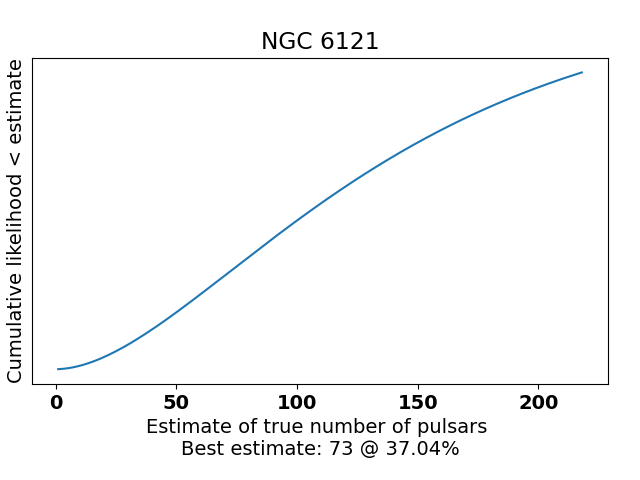 NGC 6121
Cumulative likelihood < estimate
0 50 100 150 200
Estimate of true number of pulsars
Best estimate: 73 @ 37.04%